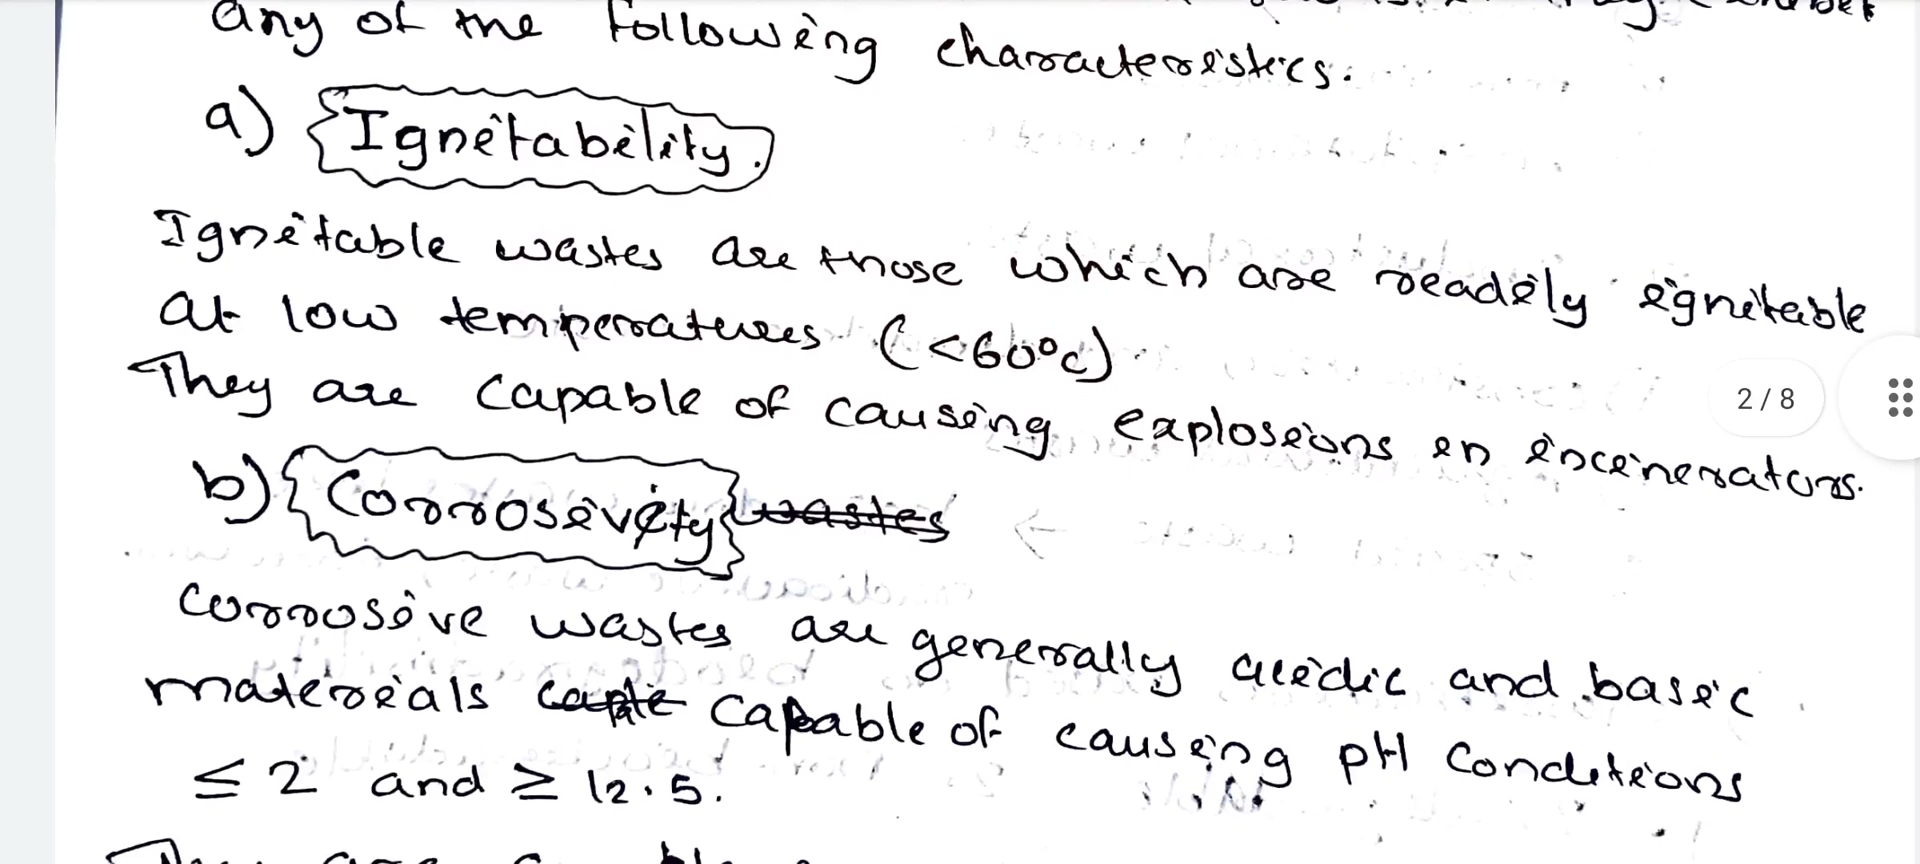 any of the following characteristics.
a) Ignitability.
Ignitable wastes are those which are readily ignitable
at low temperatures (<60°c)
They are capable of causing explosions in incinerators.
b) Corrosivity wastes
Corrosive wastes are generally acidic and basic
materials capable of causing pH conditions
≤ 2 and ≥ 12.5.
2 / 8